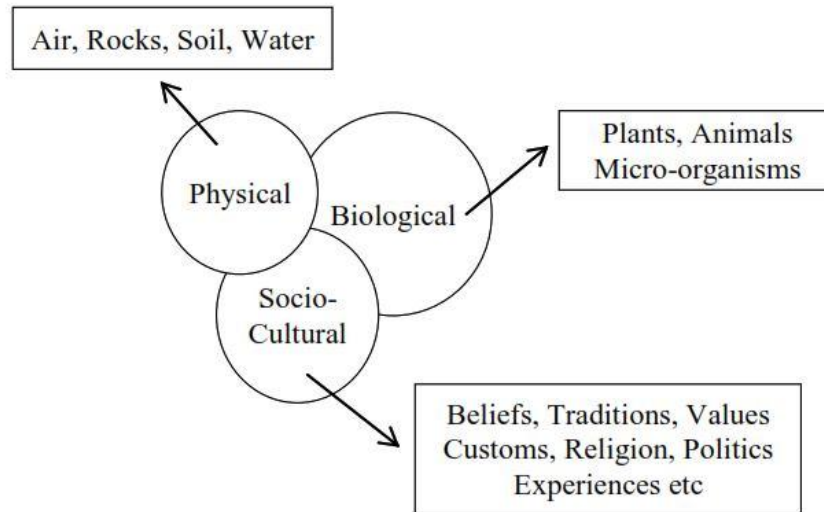 Air, Rocks, Soil, Water
Physical
Biological
Plants, Animals
Micro-organisms
Socio-
Cultural
Beliefs, Traditions, Values
Customs, Religion, Politics
Experiences etc